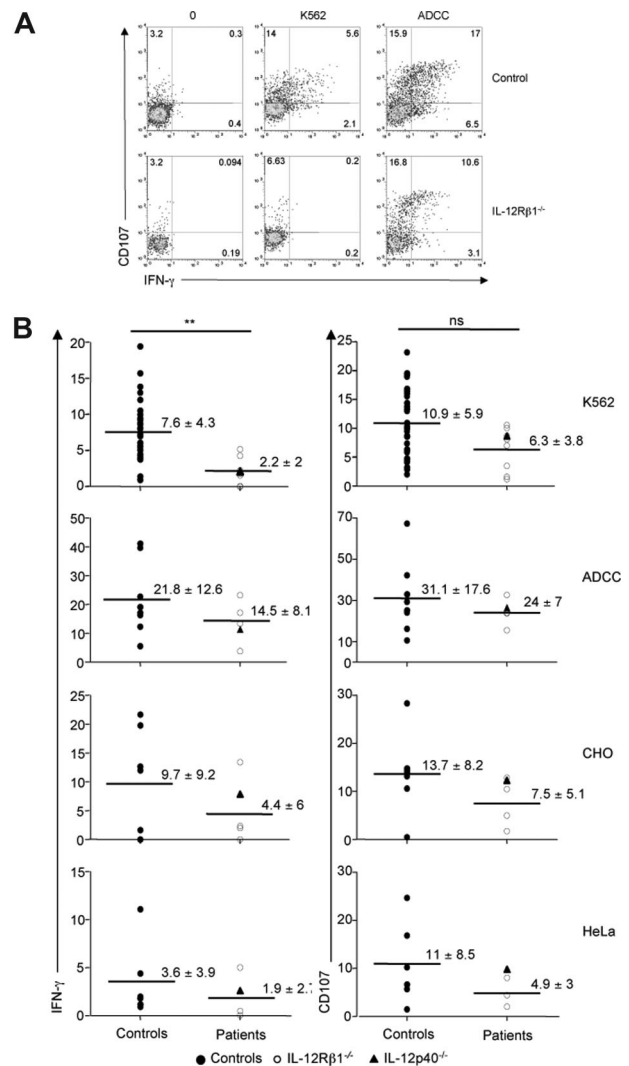 A
0
K562
ADCC
3.2 0.3
0.4
14 5.6
2.1
15.9 17
6.5
Control
3.2 0.094
0.19
6.63 0.2
0.2
16.8 10.6
3.1
IL-12Rβ1-/-
CD107
IFN-γ
B
**
ns
20
15
10
5
0
7.6 ± 4.3
2.2 ± 2
25
20
15
10
5
0
10.9 ± 5.9
6.3 ± 3.8
K562
50
40
30
20
10
0
21.8 ± 12.6
14.5 ± 8.1
70
50
30
10
0
31.1 ± 17.6
24 ± 7
ADCC
25
20
15
10
5
0
9.7 ± 9.2
4.4 ± 6
30
20
10
0
13.7 ± 8.2
7.5 ± 5.1
CHO
15
10
5
0
3.6 ± 3.9
1.9 ± 2.
30
20
10
0
11 ± 8.5
4.9 ± 3
HeLa
IFN-γ
CD107
Controls Patients
Controls Patients
Controls IL-12Rβ1-/- IL-12p40-/-